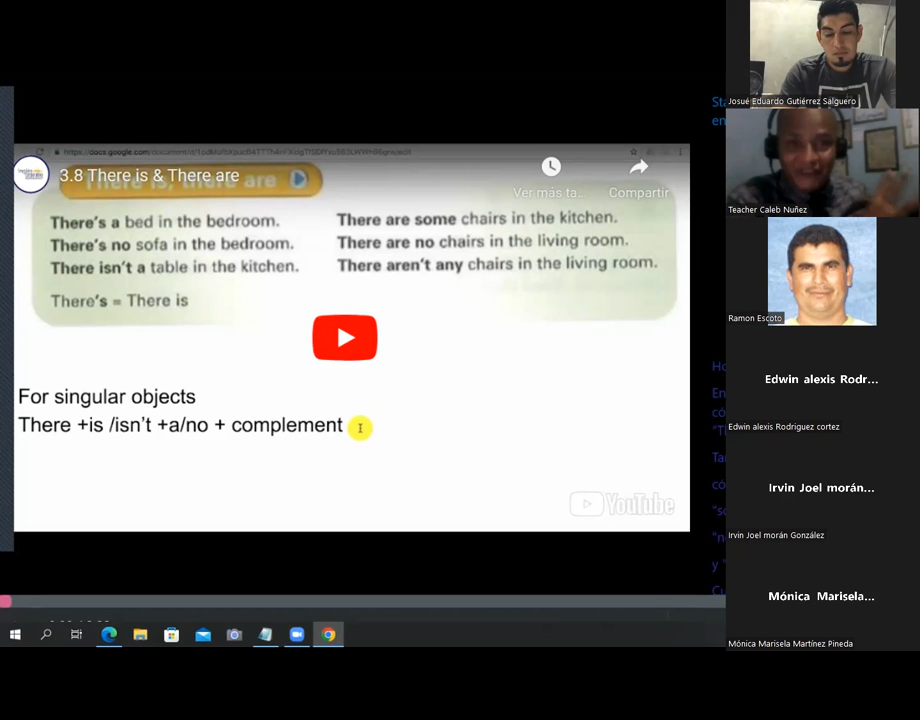 3.8 There is & There are
Ver más ta...
Compartir
There's a bed in the bedroom.
There's no sofa in the bedroom.
There isn't a table in the kitchen.
There's = There is
There are some chairs in the kitchen.
There are no chairs in the living room.
There aren't any chairs in the living room.
For singular objects
There +is /isn't +a/no + complement
YouTube
Josué Eduardo Gutiérrez Salguero
Teacher Caleb Nuñez
Ramon Escoto
Edwin alexis Rodr...
Edwin alexis Rodriguez cortez
Irvin Joel morán...
Irvin Joel morán González
Mónica Marisela...
Mónica Marisela Martínez Pineda